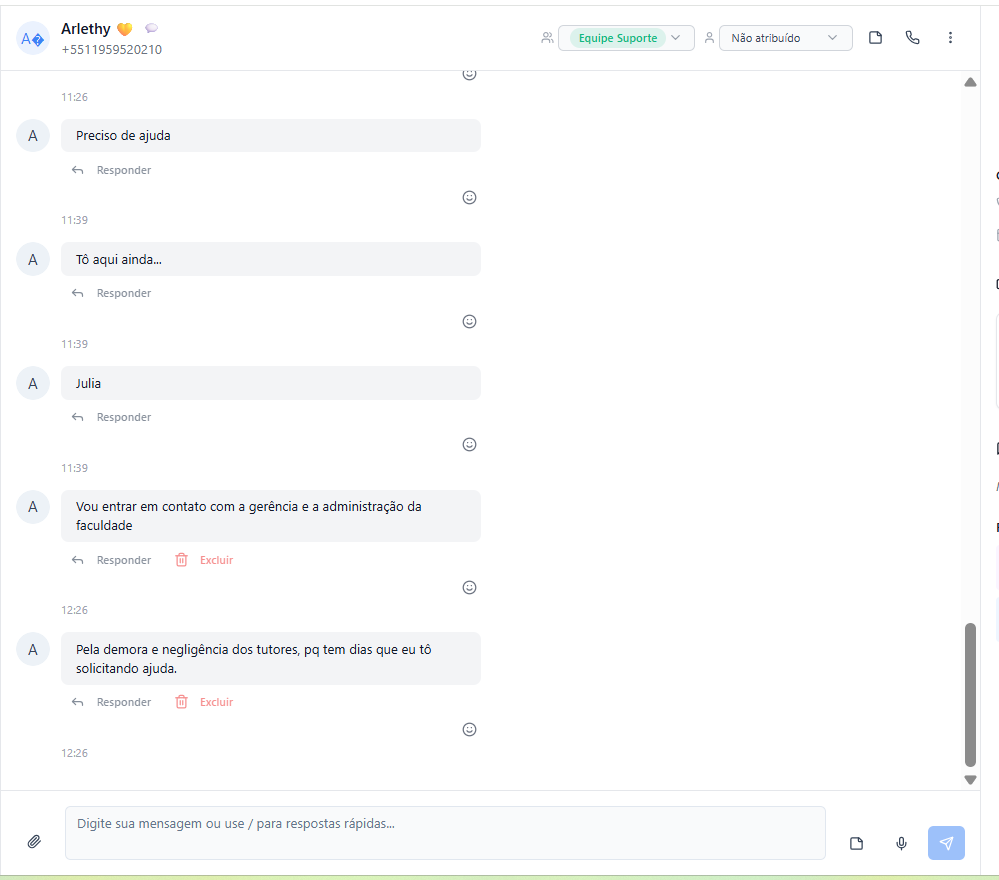 A�
Arlethy 🧡
+5511959520210
Equipe Suporte
Não atribuído
11:26
A
Preciso de ajuda
Responder
11:39
A
Tô aqui ainda...
Responder
11:39
A
Julia
Responder
11:39
A
Vou entrar em contato com a gerência e a administração da
faculdade
Responder
Excluir
12:26
A
Pela demora e negligência dos tutores, pq tem dias que eu tô
solicitando ajuda.
Responder
Excluir
12:26
Digite sua mensagem ou use / para respostas rápidas...